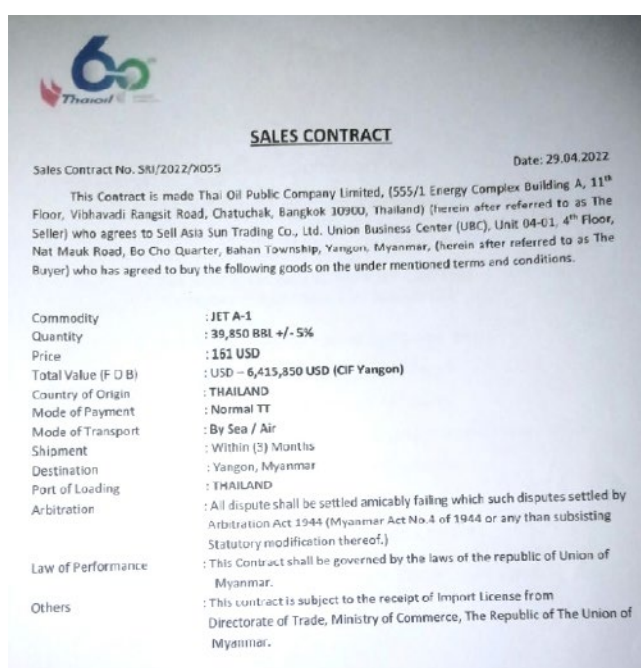 60
Thaioil
SALES CONTRACT
Sales Contract No. SRI/2022/X055
Date: 29.04.2022
This Contract is made Thai Oil Public Company Limited, (555/1 Energy Complex Building A, 11th
Floor, Vibhavadi Rangsit Road, Chatuchak, Bangkok 10900, Thailand) (herein after referred to as The
Seller) who agrees to Sell Asia Sun Trading Co., Ltd. Union Business Center (UBC), Unit 04-01, 4th Floor,
Nat Mauk Road, Bo Cho Quarter, Bahan Township, Yangon, Myanmar, (herein after referred to as The
Buyer) who has agreed to buy the following goods on the under mentioned terms and conditions.
Commodity : JET A-1
Quantity : 39,850 BBL +/- 5%
Price : 161 USD
Total Value (F O B) : USD – 6,415,850 USD (CIF Yangon)
Country of Origin : THAILAND
Mode of Payment : Normal TT
Mode of Transport : By Sea / Air
Shipment : Within (3) Months
Destination : Yangon, Myanmar
Port of Loading : THAILAND
Arbitration : All dispute shall be settled amicably failing which such disputes settled by
Arbitration Act 1944 (Myanmar Act No.4 of 1944 or any than subsisting
Statutory modification thereof.)
Law of Performance : This Contract shall be governed by the laws of the republic of Union of
Myanmar.
Others : This contract is subject to the receipt of Import License from
Directorate of Trade, Ministry of Commerce, The Republic of The Union of
Myanmar.